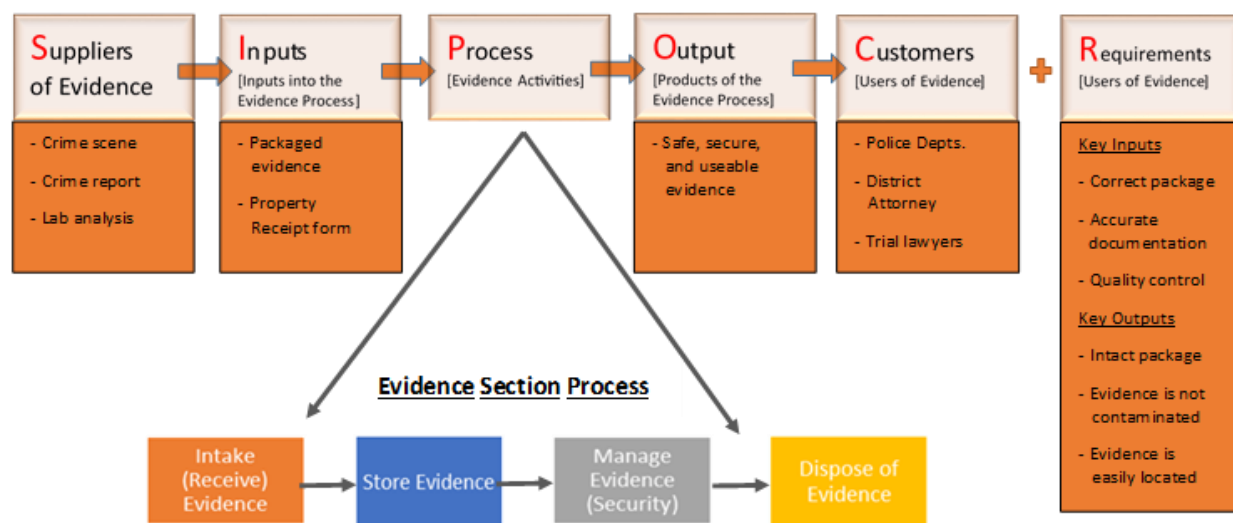 Suppliers
of Evidence
- Crime scene
- Crime report
- Lab analysis
Inputs
[Inputs into the
Evidence Process]
- Packaged
evidence
- Property
Receipt form
Process
[Evidence Activities]
Output
[Products of the
Evidence Process]
- Safe, secure,
and useable
evidence
Customers
[Users of Evidence]
- Police Depts.
- District
Attorney
- Trial lawyers
Requirements
[Users of Evidence]
Key Inputs
- Correct package
- Accurate
documentation
- Quality control
Key Outputs
- Intact package
- Evidence is not
contaminated
- Evidence is
easily located
Evidence Section Process
Intake
(Receive)
Evidence
Store Evidence
Manage
Evidence
(Security)
Dispose of
Evidence